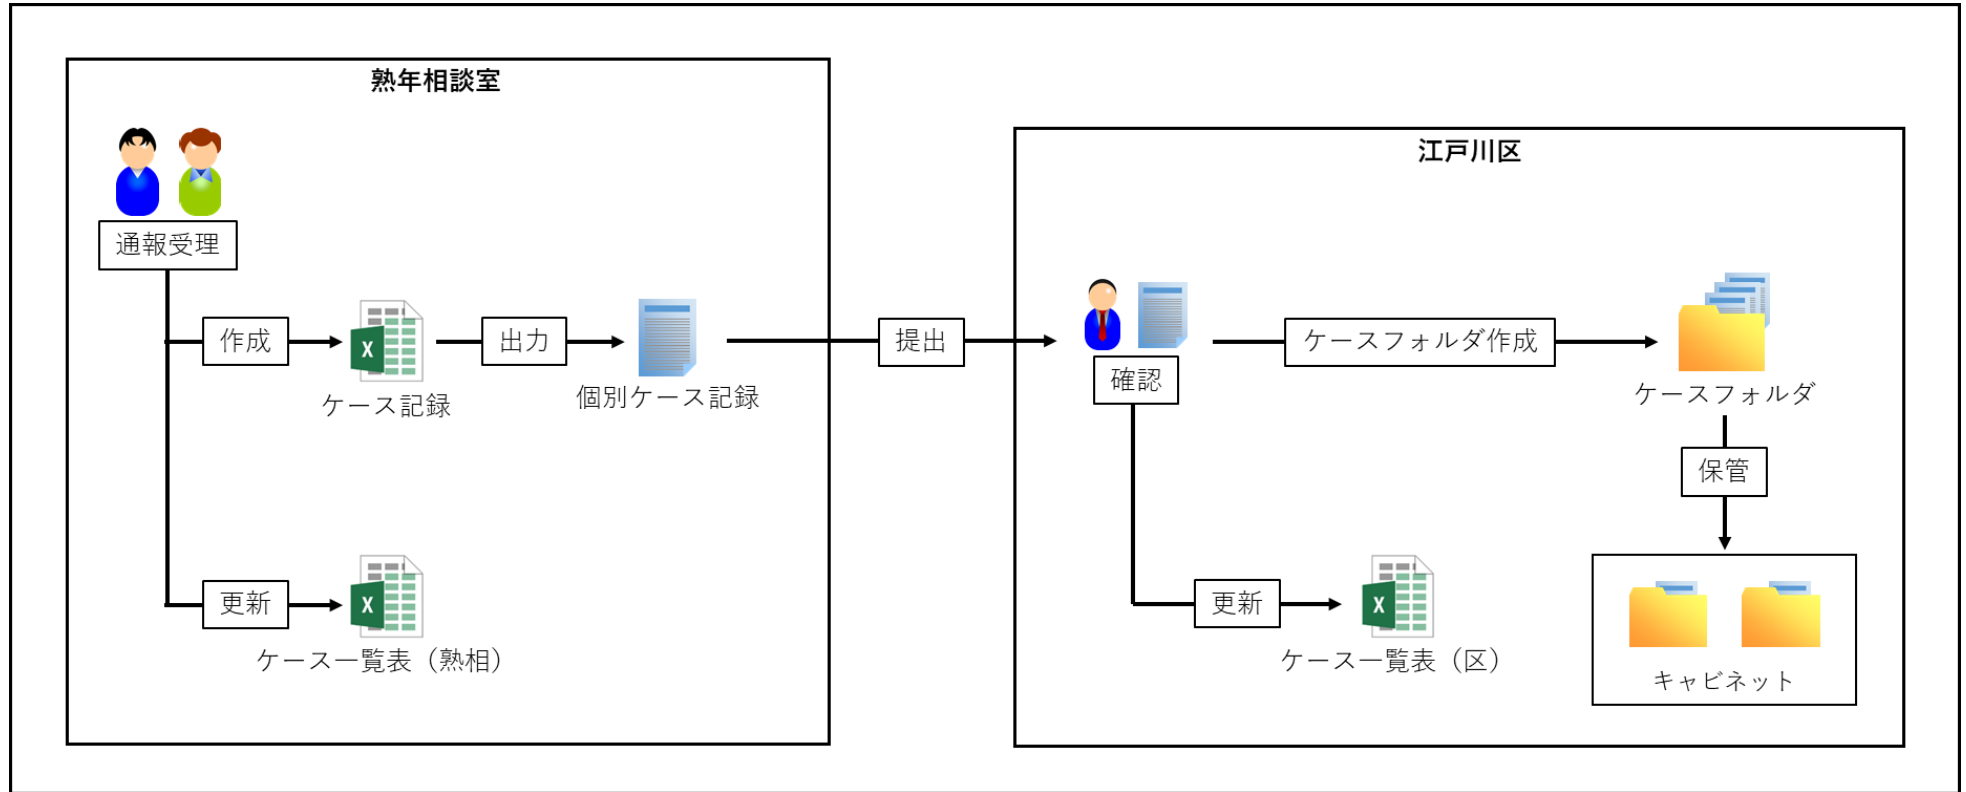 熟年相談室
通報受理
作成
ケース記録
出力
個別ケース記録
更新
ケース一覧表（熟相）
提出
江戸川区
確認
ケースフォルダ作成
ケースフォルダ
保管
キャビネット
更新
ケース一覧表（区）